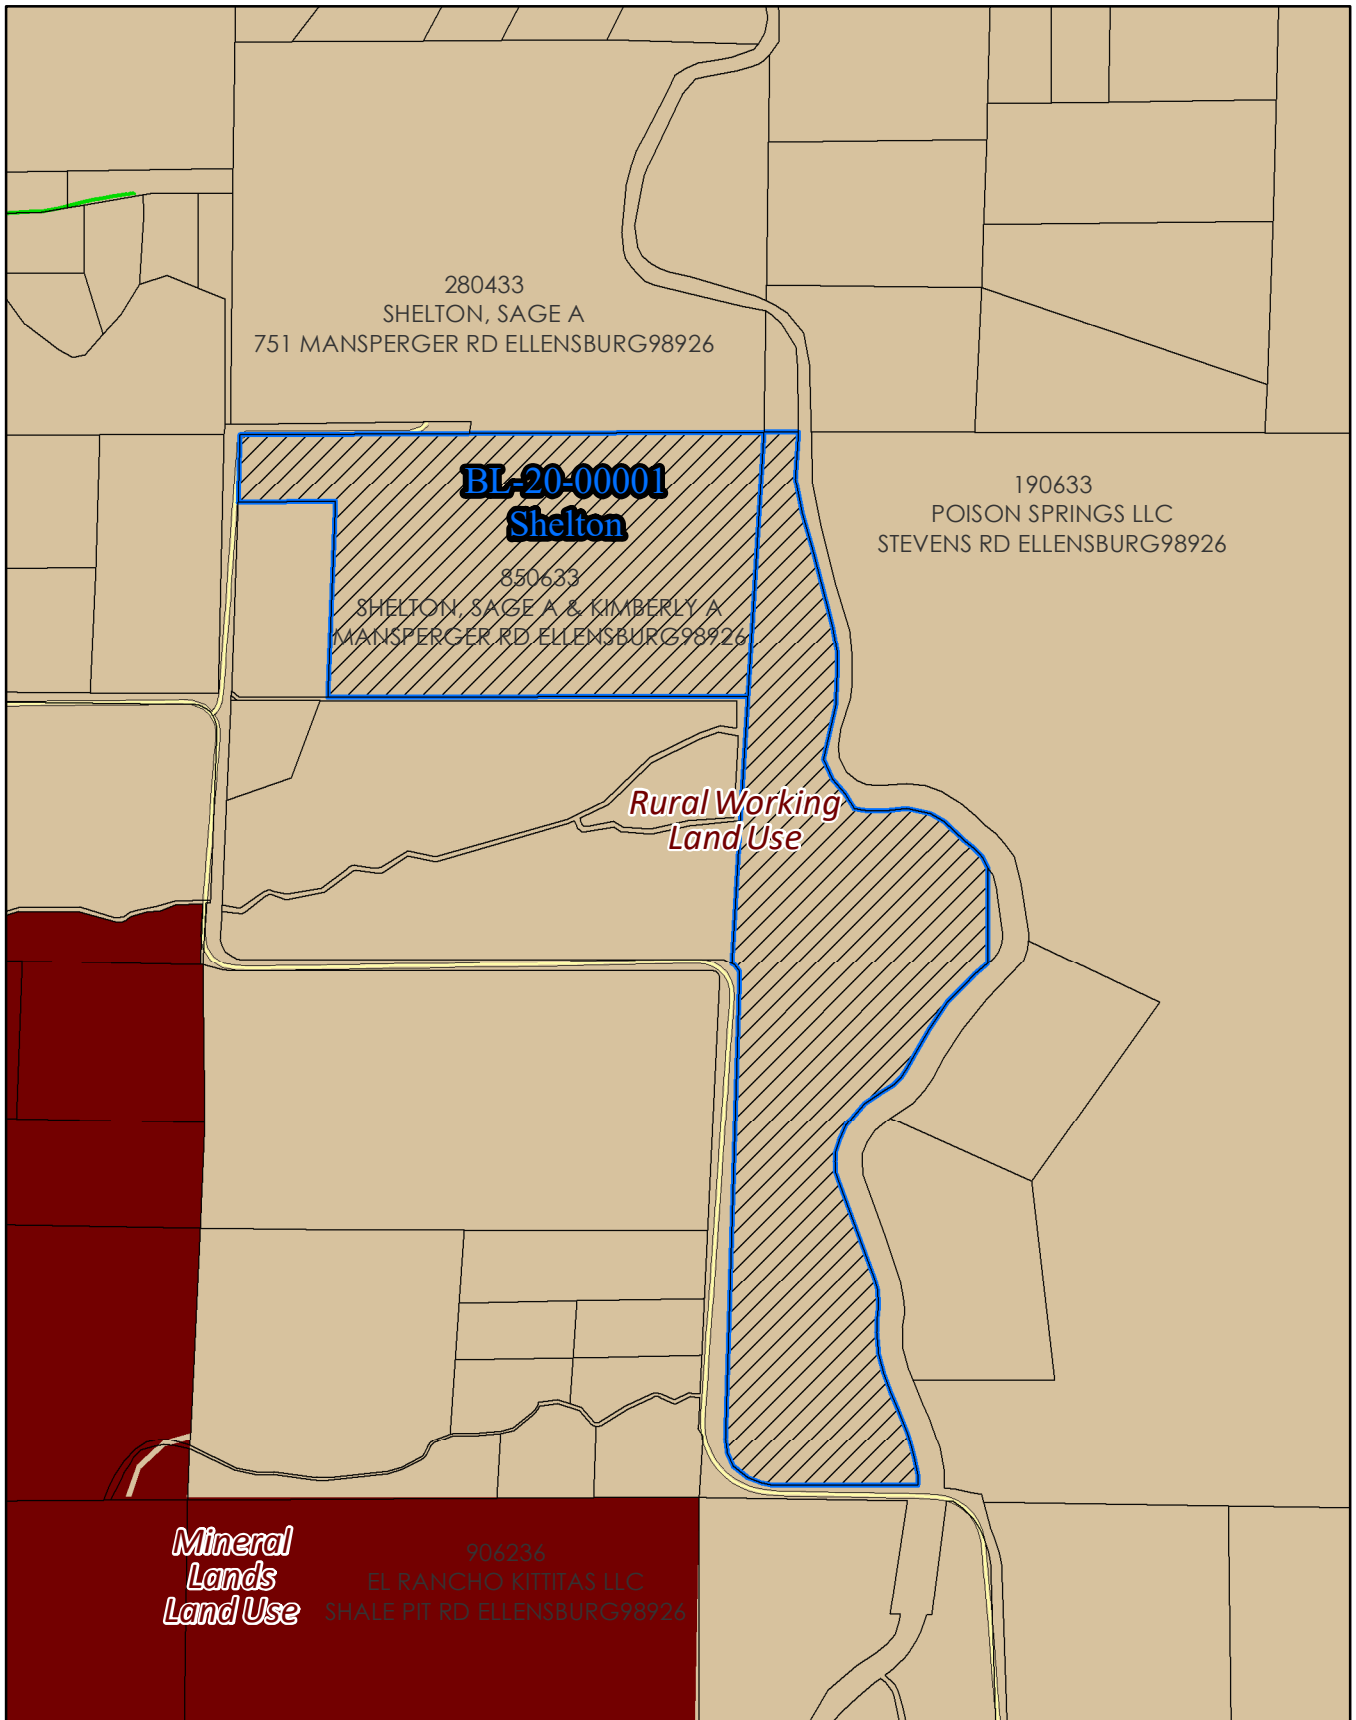 280433
SHELTON, SAGE A
751 MANSPERGER RD ELLENSBURG98926
BL-20-00001
Shelton
190633
POISON SPRINGS LLC
STEVENS RD ELLENSBURG98926
850633
SHELTON, SAGE A & KIMBERLY A
MANSPERGER RD ELLENSBURG98926
Rural Working
Land Use
Mineral
Lands
Land Use
906236
EL RANCHO KITTITAS LLC
SHALE PIT RD ELLENSBURG98926